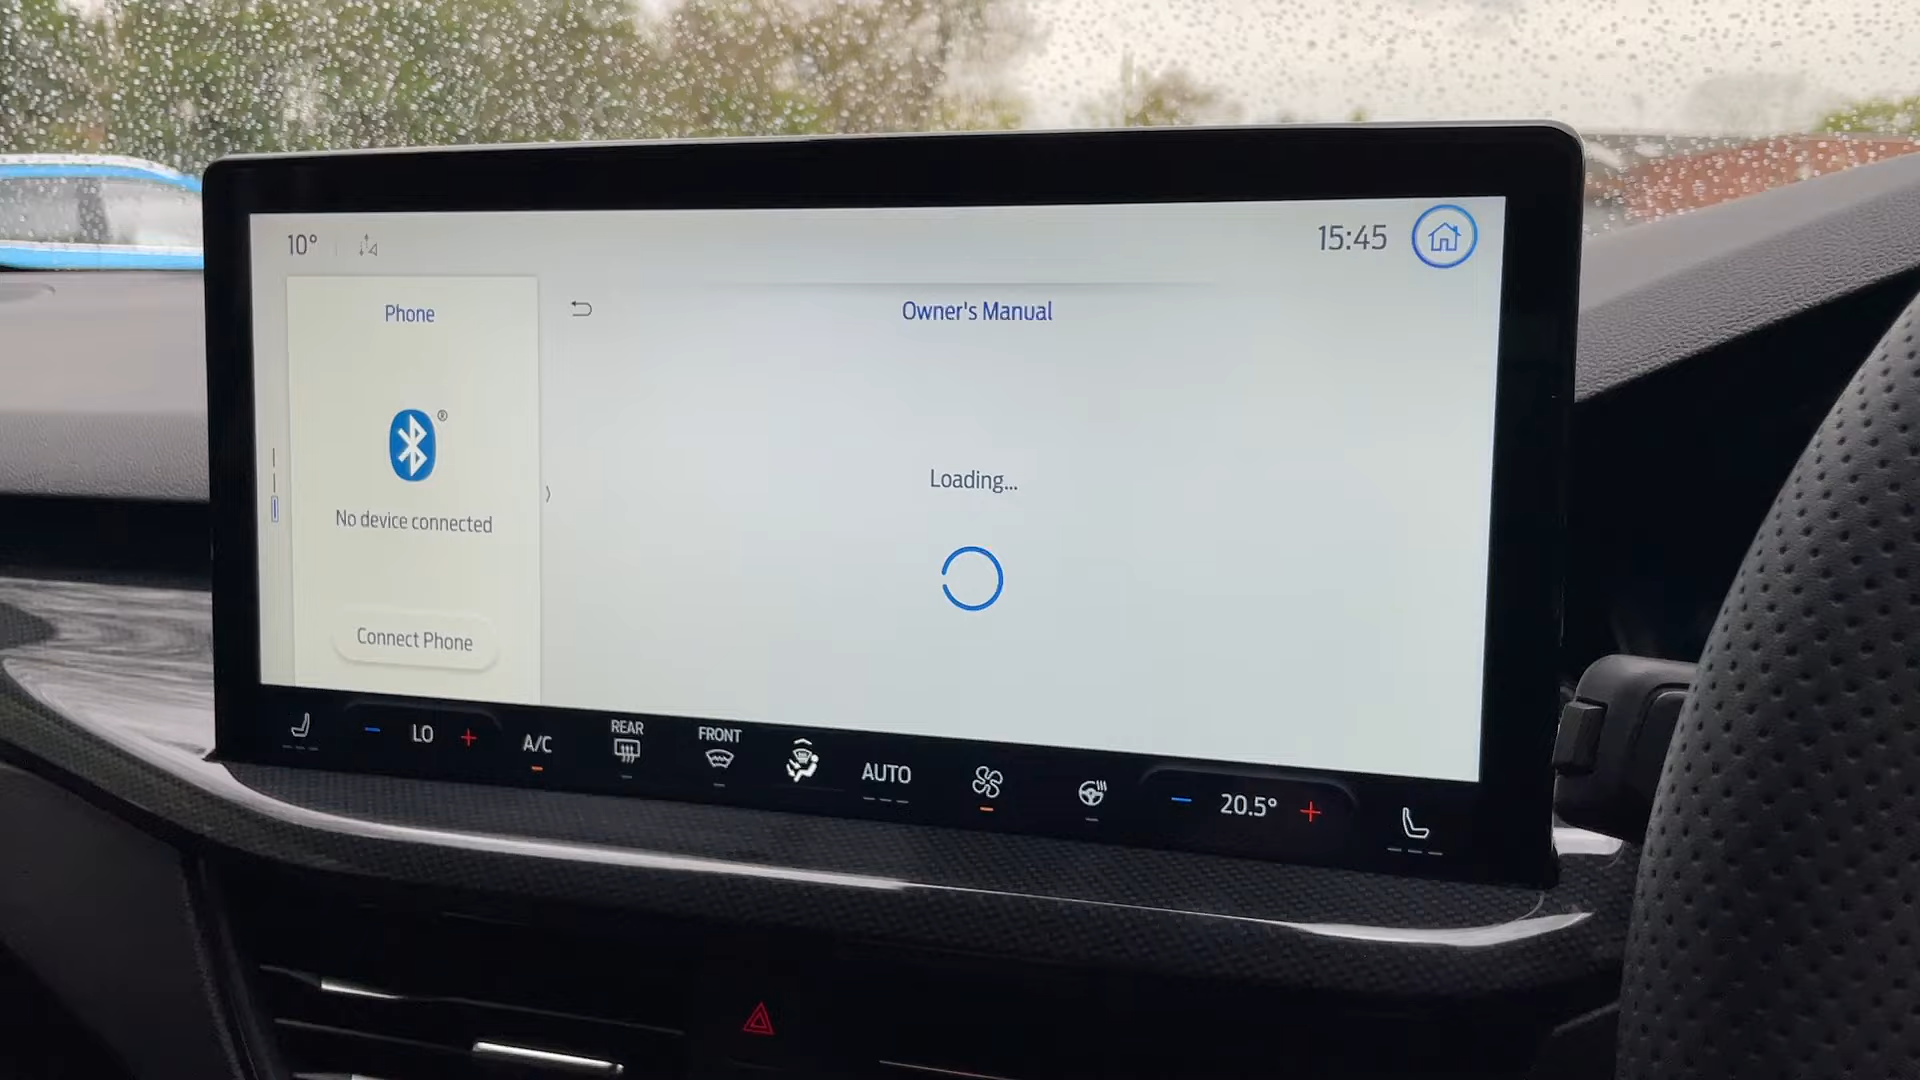 10°
15:45
Phone
Owner's Manual
®
No device connected
Loading...
Connect Phone
LO
A/C
REAR
FRONT
AUTO
20.5°